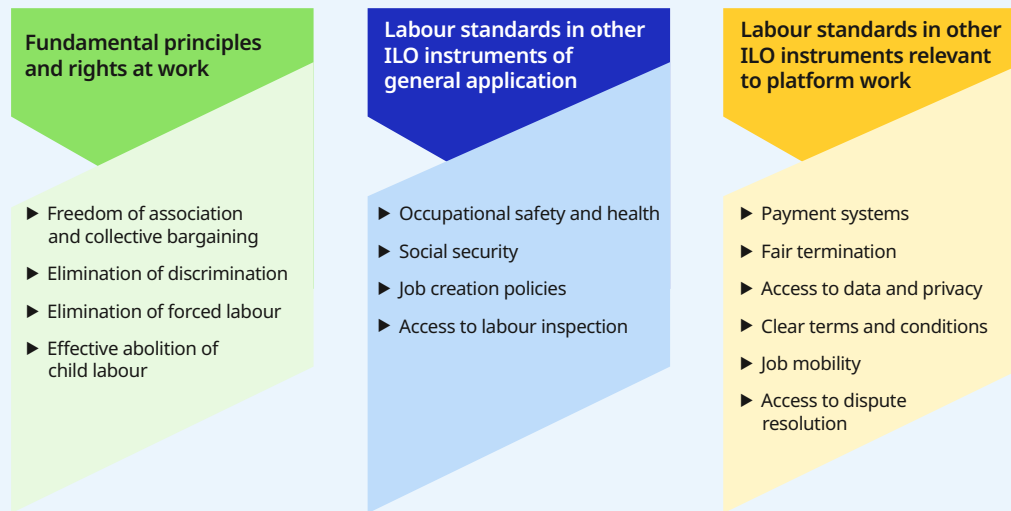 Fundamental principles
and rights at work
▶ Freedom of association
and collective bargaining
▶ Elimination of discrimination
▶ Elimination of forced labour
▶ Effective abolition of
child labour
Labour standards in other
ILO instruments of
general application
▶ Occupational safety and health
▶ Social security
▶ Job creation policies
▶ Access to labour inspection
Labour standards in other
ILO instruments relevant
to platform work
▶ Payment systems
▶ Fair termination
▶ Access to data and privacy
▶ Clear terms and conditions
▶ Job mobility
▶ Access to dispute
resolution